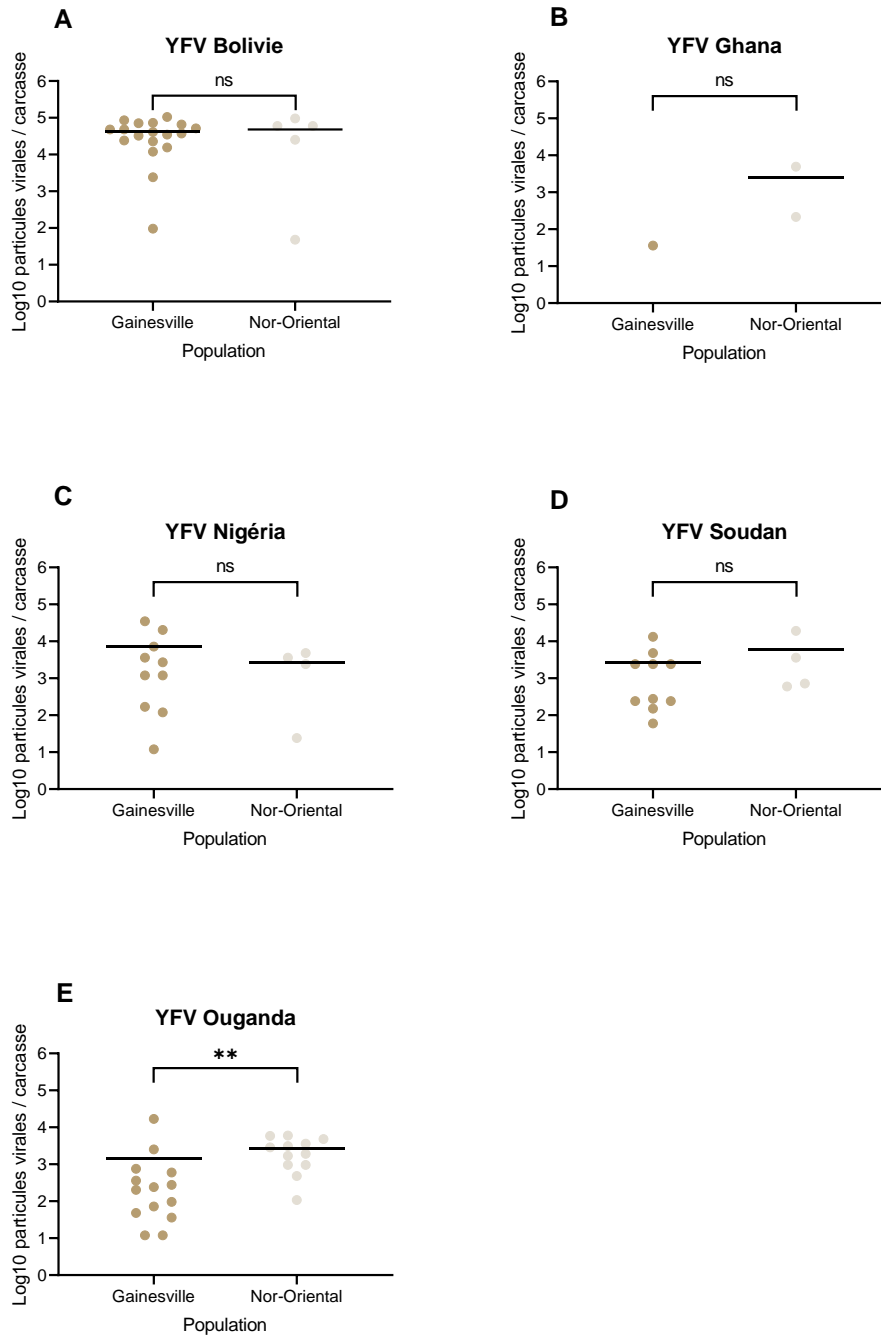 A
YFV Bolivie
ns
6
5
4
3
2
1
0
Log10 particules virales / carcasse
Gainesville
Nor-Oriental
Population
B
YFV Ghana
ns
6
5
4
3
2
1
0
Log10 particules virales / carcasse
Gainesville
Nor-Oriental
Population
C
YFV Nigéria
ns
6
5
4
3
2
1
0
Log10 particules virales / carcasse
Gainesville
Nor-Oriental
Population
D
YFV Soudan
ns
6
5
4
3
2
1
0
Log10 particules virales / carcasse
Gainesville
Nor-Oriental
Population
E
YFV Ouganda
**
6
5
4
3
2
1
0
Log10 particules virales / carcasse
Gainesville
Nor-Oriental
Population